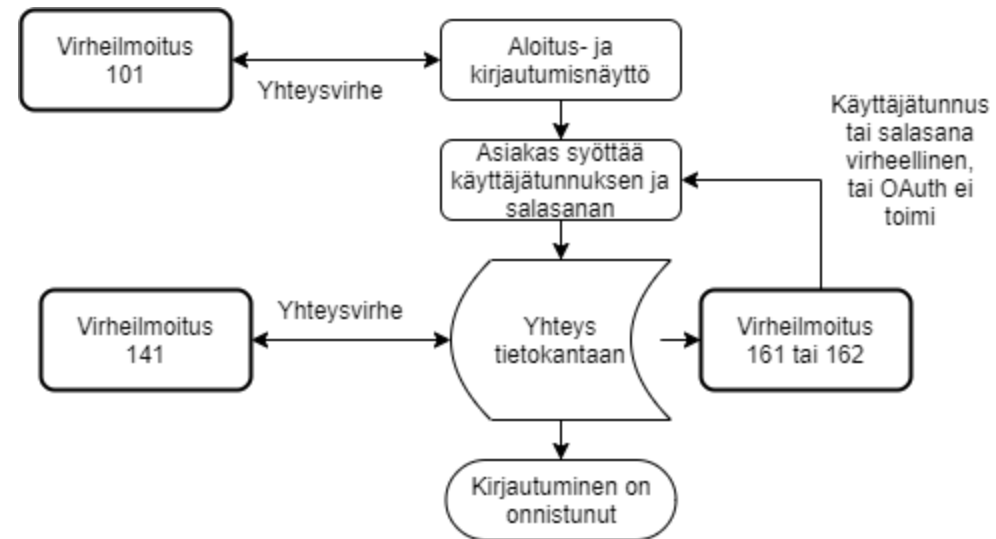 Virheilmoitus
101
Yhteysvirhe
Aloitus- ja
kirjautumisnäyttö
Asiakas syöttää
käyttäjätunnuksen ja
salasanan
Käyttäjätunnus
tai salasana
virheellinen,
tai OAuth ei
toimi
Virheilmoitus
141
Yhteysvirhe
Yhteys
tietokantaan
Virheilmoitus
161 tai 162
Kirjautuminen on
onnistunut